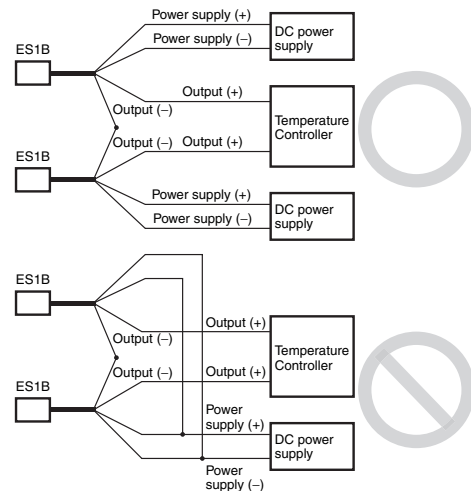 Power supply (+)
Power supply (−)
DC power
supply
ES1B
Output (+)
Output (−)
Temperature
Controller
Output (−)
Output (+)
ES1B
Power supply (+)
Power supply (−)
DC power
supply
ES1B
Output (+)
Output (−)
Temperature
Controller
Output (−)
Output (+)
ES1B
Power
supply (+)
DC power
supply
Power
supply (−)